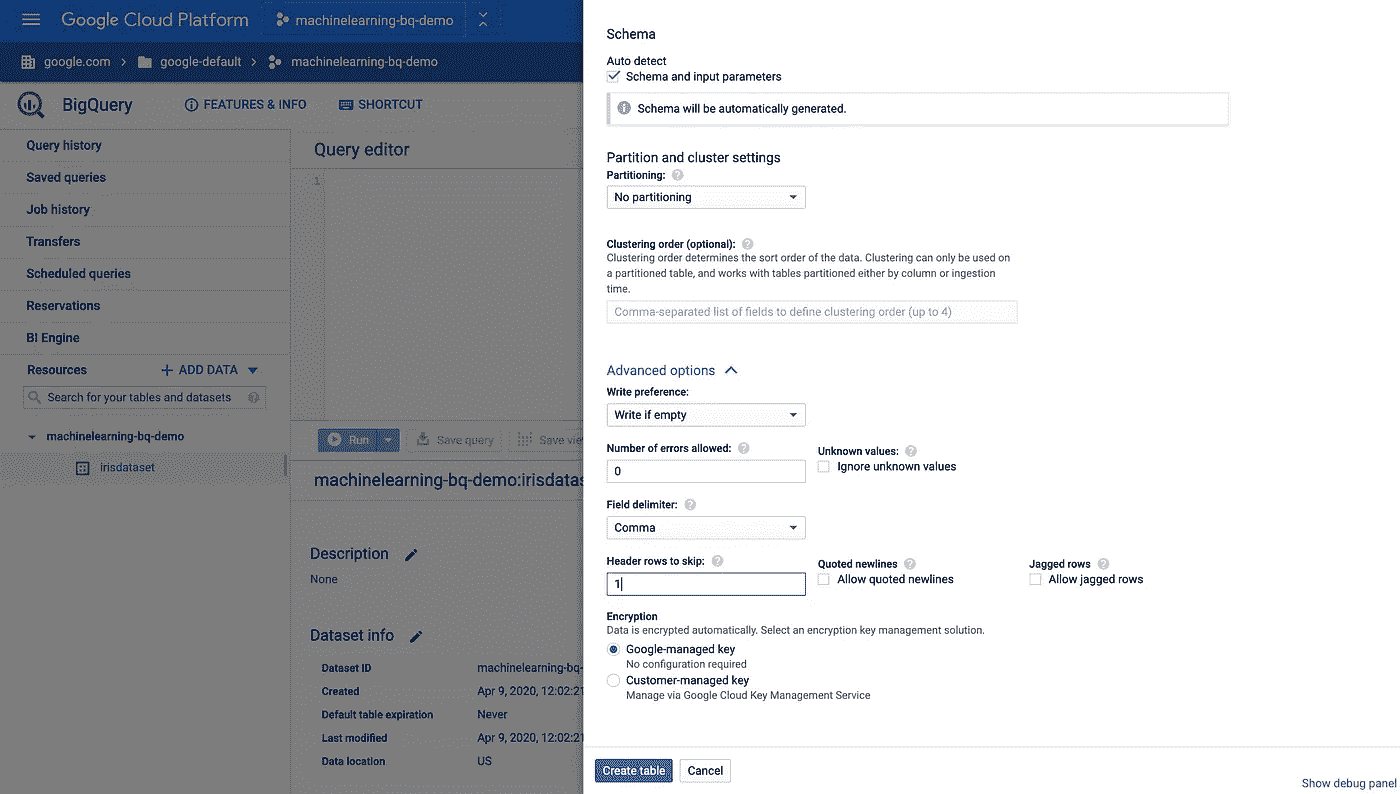 Google Cloud Platform
machinelearning-bq-demo
google.com
google-default
machinelearning-bq-demo
BigQuery
FEATURES & INFO
SHORTCUT
Query history
Saved queries
Job history
Transfers
Scheduled queries
Reservations
BI Engine
Resources
ADD DATA
Search for your tables and datasets
machinelearning-bq-demo
irisdataset
Query editor
1
Run
Save query
Save vie
machinelearning-bq-demo:irisdatas
Description
None
Dataset info
Dataset ID machinelearning-bq-
Created Apr 9, 2020, 12:02:21
Default table expiration Never
Last modified Apr 9, 2020, 12:02:21
Data location US
Schema
Auto detect
Schema and input parameters
Schema will be automatically generated.
Partition and cluster settings
Partitioning:
No partitioning
Clustering order (optional):
Clustering order determines the sort order of the data. Clustering can only be used on
a partitioned table, and works with tables partitioned either by column or ingestion
time.
Comma-separated list of fields to define clustering order (up to 4)
Advanced options
Write preference:
Write if empty
Number of errors allowed:
0
Unknown values:
Ignore unknown values
Field delimiter:
Comma
Header rows to skip:
1
Quoted newlines
Allow quoted newlines
Jagged rows
Allow jagged rows
Encryption
Data is encrypted automatically. Select an encryption key management solution.
Google-managed key
No configuration required
Customer-managed key
Manage via Google Cloud Key Management Service
Create table
Cancel
Show debug panel